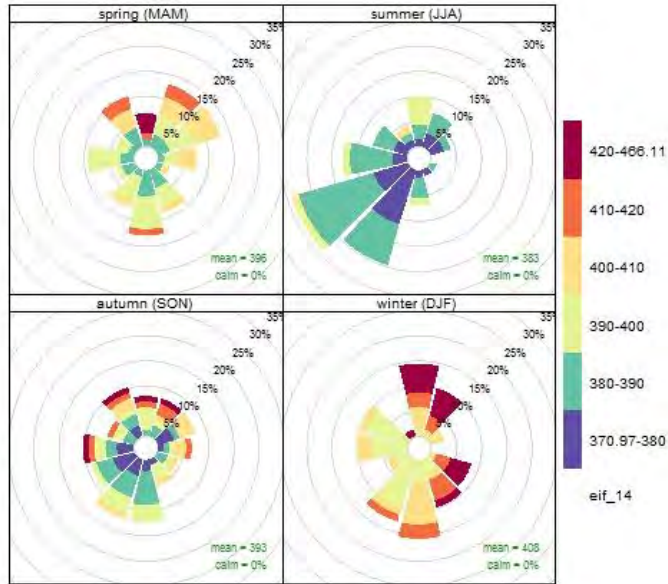 spring (MAM)
35%
30%
25%
20%
15%
10%
5%
mean = 396
calm = 0%
summer (JJA)
35%
30%
25%
20%
15%
10%
5%
mean = 383
calm = 0%
autumn (SON)
35%
30%
25%
20%
15%
10%
5%
mean = 393
calm = 0%
winter (DJF)
35%
30%
25%
20%
15%
0%
5%
mean = 408
calm = 0%
420-466.11
410-420
400-410
390-400
380-390
370.97-380
eif_14